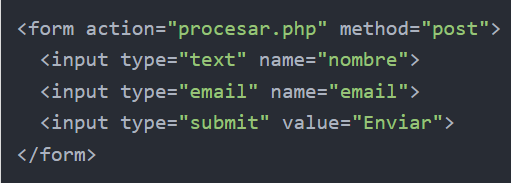 <form action="procesar.php" method="post">
  <input type="text" name="nombre">
  <input type="email" name="email">
  <input type="submit" value="Enviar">
</form>